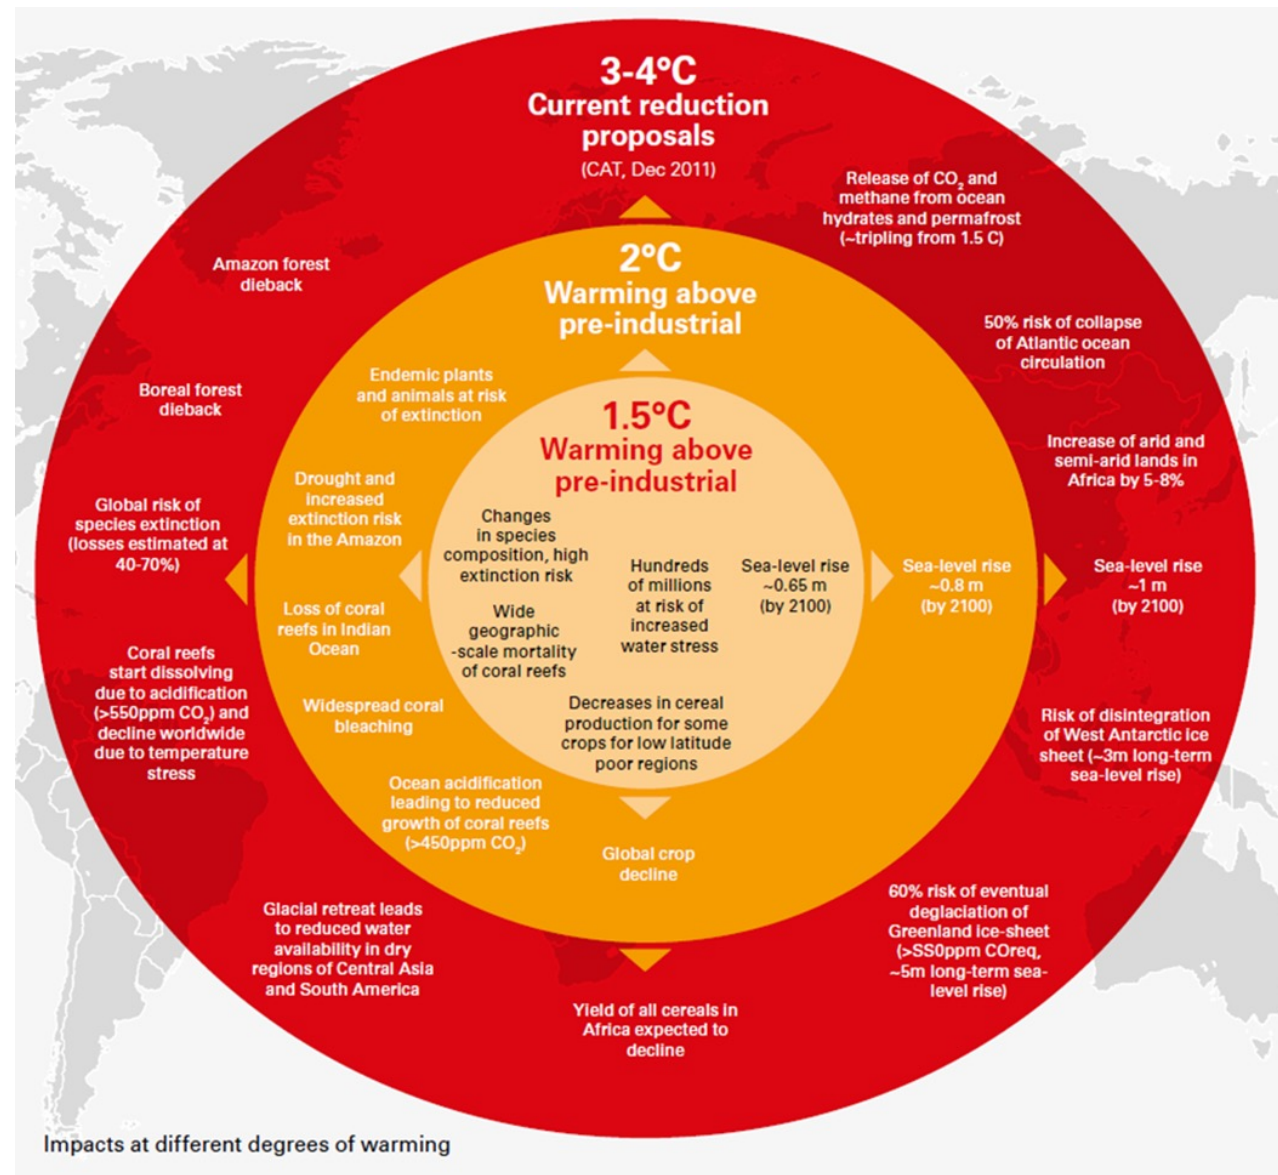 3-4°C
Current reduction
proposals
(CAT, Dec 2011)
Release of CO₂ and
methane from ocean
hydrates and permafrost
(~tripling from 1.5 C)
Amazon forest
dieback
50% risk of collapse
of Atlantic ocean
circulation
Boreal forest
dieback
Increase of arid and
semi-arid lands in
Africa by 5-8%
Global risk of
species extinction
(losses estimated at
40-70%)
Sea-level rise
~1 m
(by 2100)
Coral reefs
start dissolving
due to acidification
(>550ppm CO₂) and
decline worldwide
due to temperature
stress
Risk of disintegration
of West Antarctic ice
sheet (~3m long-term
sea-level rise)
Glacial retreat leads
to reduced water
availability in dry
regions of Central Asia
and South America
60% risk of eventual
deglaciation of
Greenland ice-sheet
(>SS0ppm COreq,
~5m long-term sea-
level rise)
Yield of all cereals in
Africa expected to
decline
2°C
Warming above
pre-industrial
Endemic plants
and animals at risk
of extinction
Drought and
increased
extinction risk
in the Amazon
Loss of coral
reefs in Indian
Ocean
Widespread coral
bleaching
Ocean acidification
leading to reduced
growth of coral reefs
(>450ppm CO₂)
Global crop
decline
Sea-level rise
~0.8 m
(by 2100)
1.5°C
Warming above
pre-industrial
Changes
in species
composition, high
extinction risk
Wide
geographic
-scale mortality
of coral reefs
Hundreds
of millions
at risk of
increased
water stress
Sea-level rise
~0.65 m
(by 2100)
Decreases in cereal
production for some
crops for low latitude
poor regions
Impacts at different degrees of warming